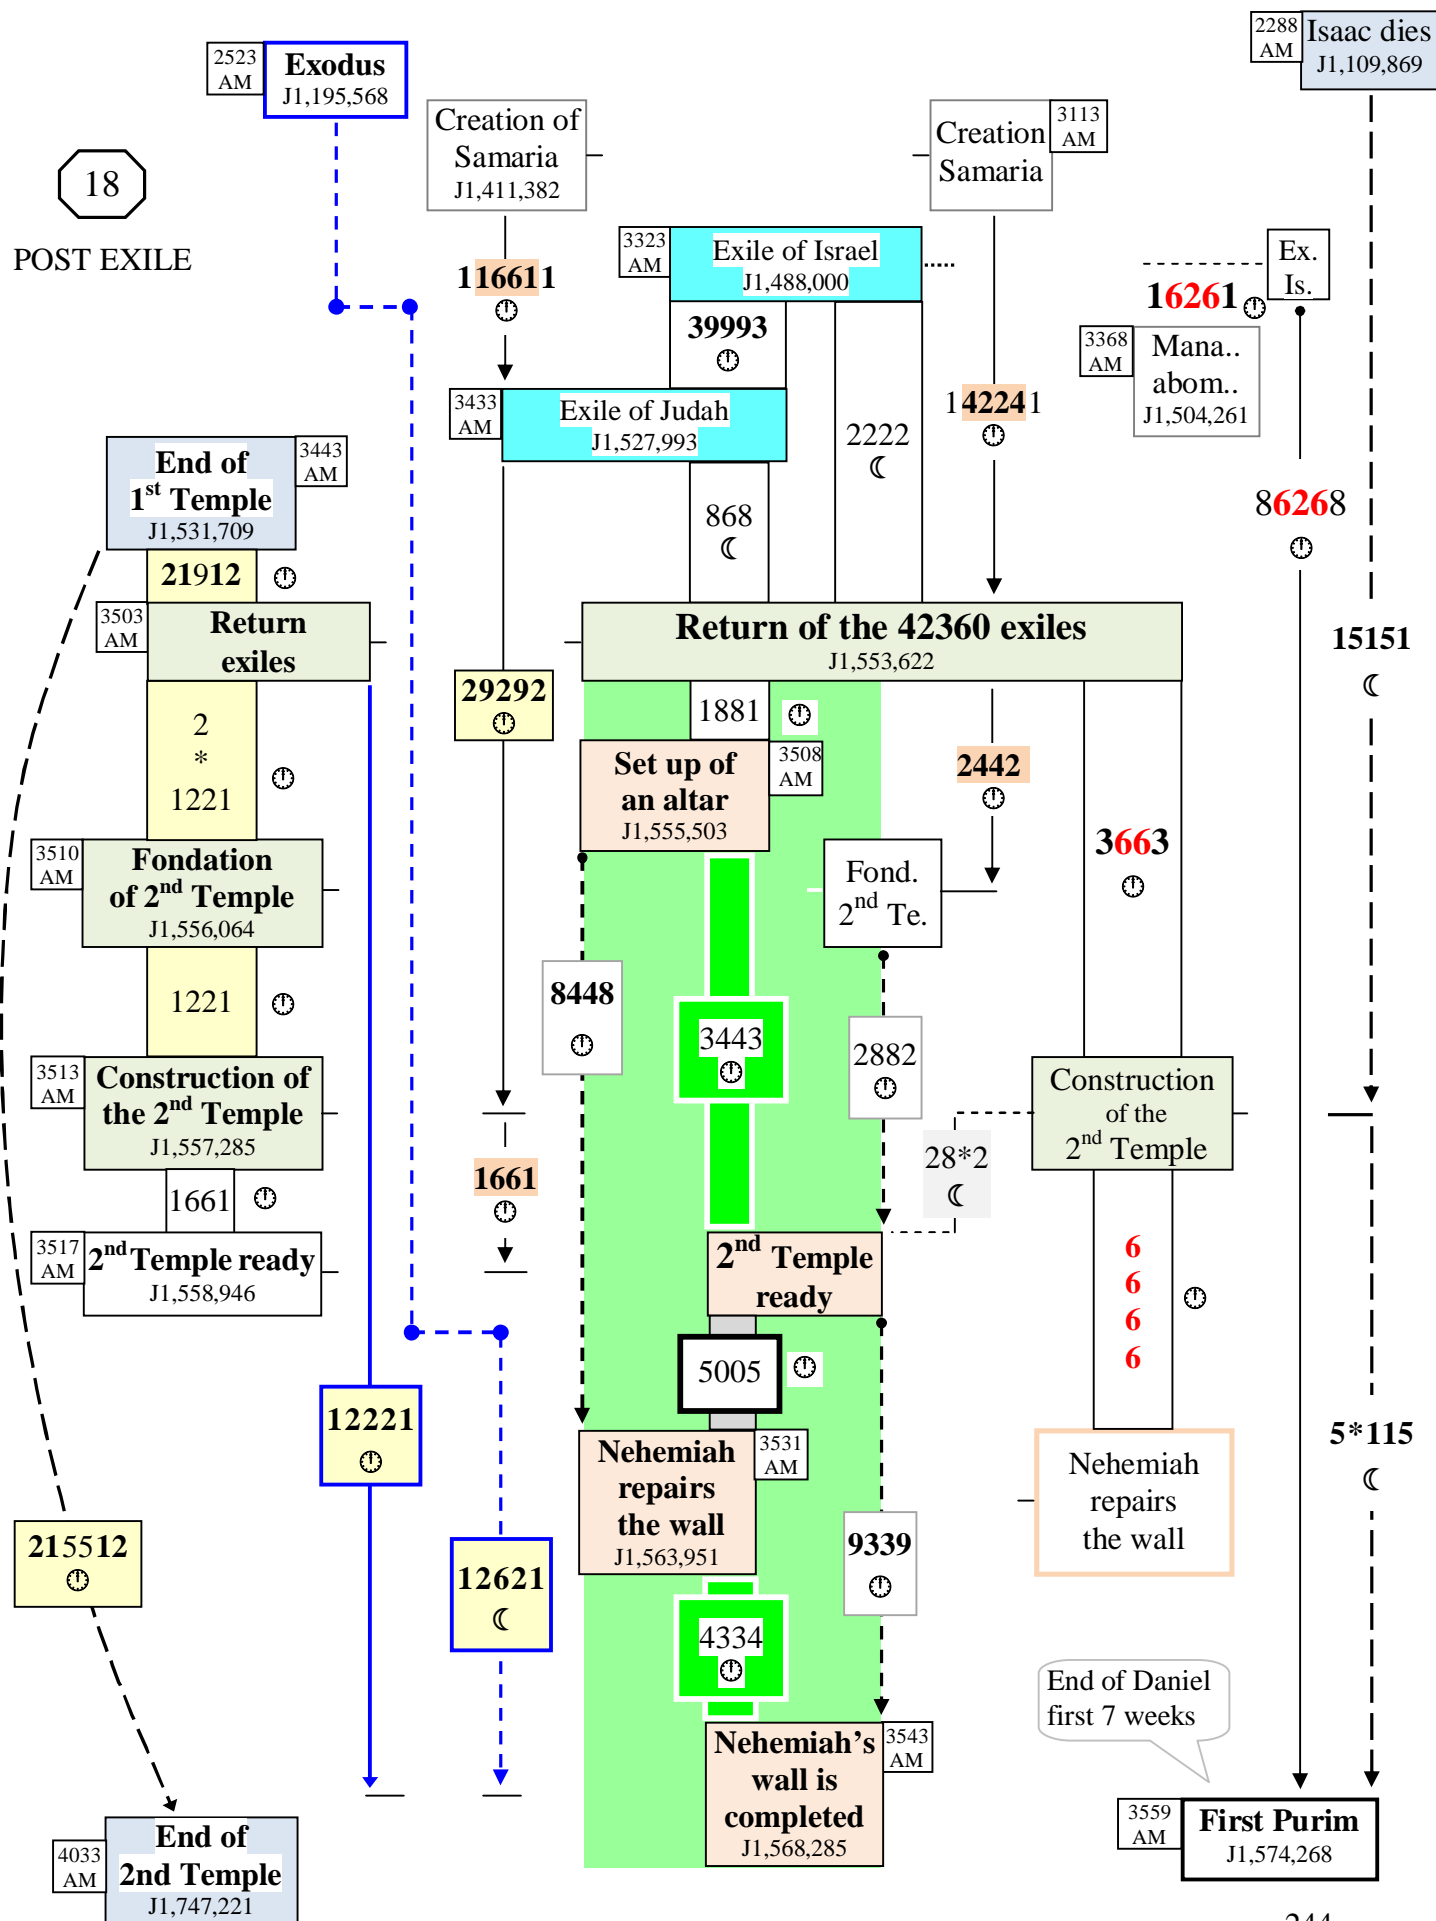 2523
AM
Exodus
J1,195,568
2288
AM
Isaac dies
J1,109,869
18
POST EXILE
Creation of
Samaria
J1,411,382
Creation
Samaria
3113
AM
116611
3323
AM
Exile of Israel
J1,488,000
Ex.
Is.
16261
39993
3368
AM
Mana..
abom..
J1,504,261
3433
AM
Exile of Judah
J1,527,993
2222
142241
End of
1st Temple
J1,531,709
3443
AM
868
86268
21912
3503
AM
Return
exiles
Return of the 42360 exiles
J1,553,622
15151
29292
1881
2
*
1221
Set up of
an altar
J1,555,503
3508
AM
2442
3663
3510
AM
Fondation
of 2nd Temple
J1,556,064
Fond.
2nd Te.
1221
8448
3443
2882
3513
AM
Construction of
the 2nd Temple
J1,557,285
Construction
of the
2nd Temple
28*2
1661
1661
3517
AM
2nd Temple ready
J1,558,946
2nd Temple
ready
6
6
6
6
5005
12221
3531
AM
Nehemiah
repairs
the wall
J1,563,951
Nehemiah
repairs
the wall
5*115
215512
12621
9339
4334
End of Daniel
first 7 weeks
Nehemiah's
wall is
completed
J1,568,285
3543
AM
3559
AM
First Purim
J1,574,268
4033
AM
End of
2nd Temple
J1,747,221